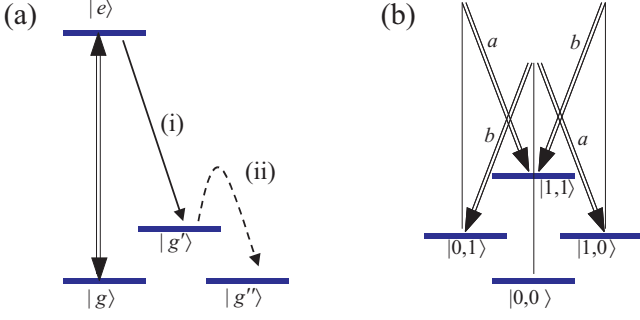 (a)
|e⟩
(i)
(ii)
|g'⟩
|g⟩
|g''⟩
(b)
a
b
b
a
|1,1⟩
|0,1⟩
|1,0⟩
|0,0⟩